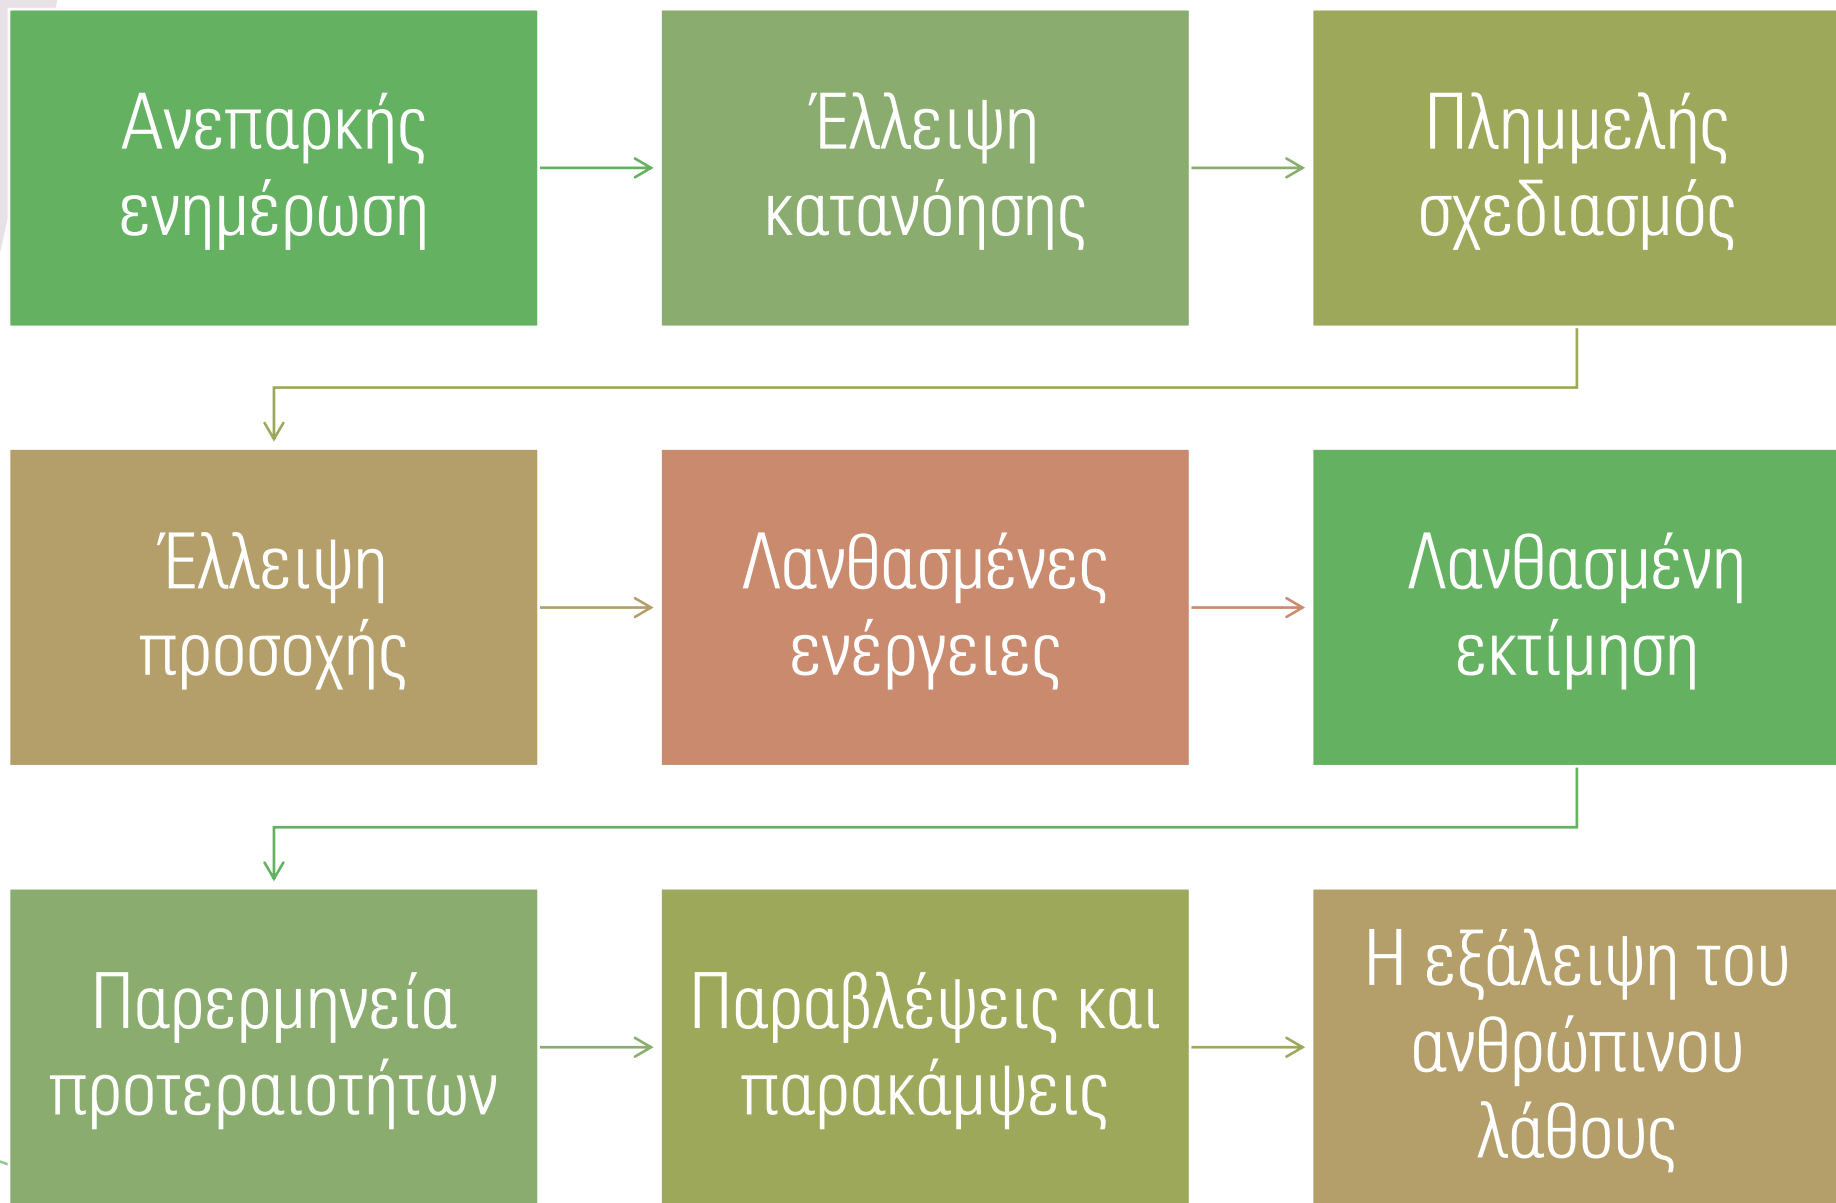 Ανεπαρκής
ενημέρωση
Έλλειψη
κατανόησης
Πλημμελής
σχεδιασμός
Έλλειψη
προσοχής
Λανθασμένες
ενέργειες
Λανθασμένη
εκτίμηση
Παρερμηνεία
προτεραιοτήτων
Παραβλέψεις και
παρακάμψεις
Η εξάλειψη του
ανθρώπινου
λάθους